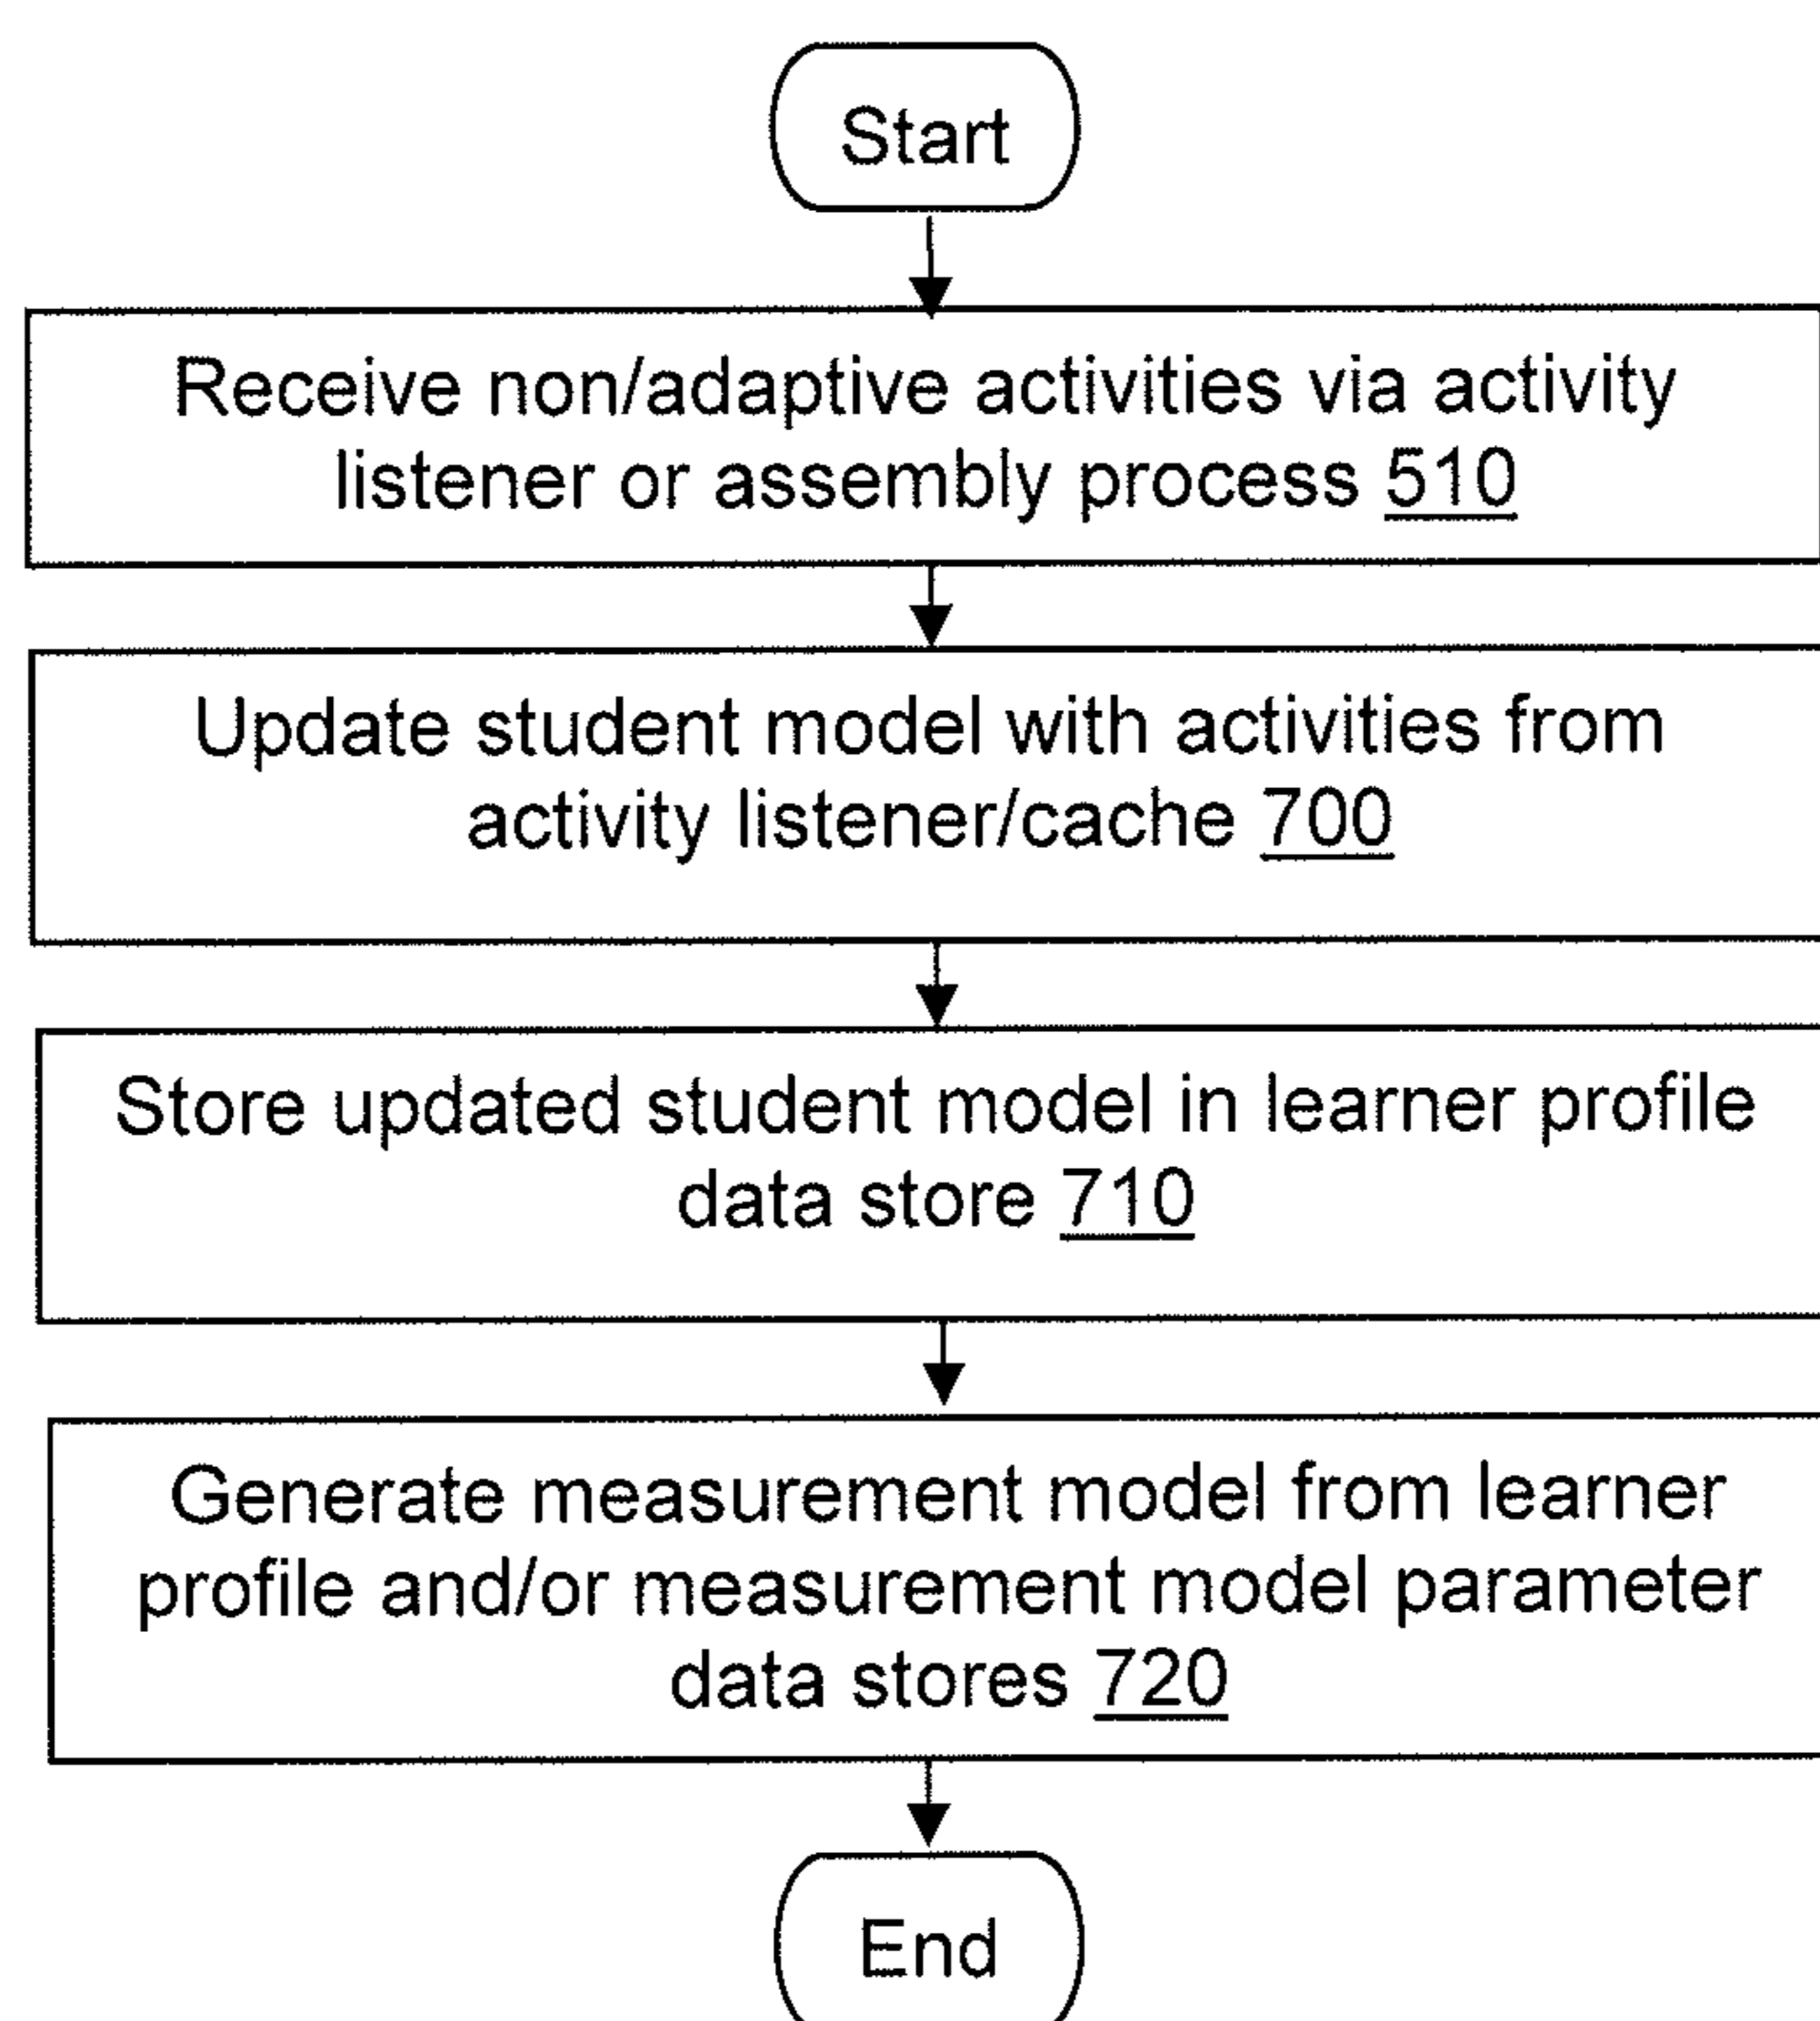 Start
Receive non/adaptive activities via activity
listener or assembly process 510
Update student model with activities from
activity listener/cache 700
Store updated student model in learner profile
data store 710
Generate measurement model from learner
profile and/or measurement model parameter
data stores 720
End